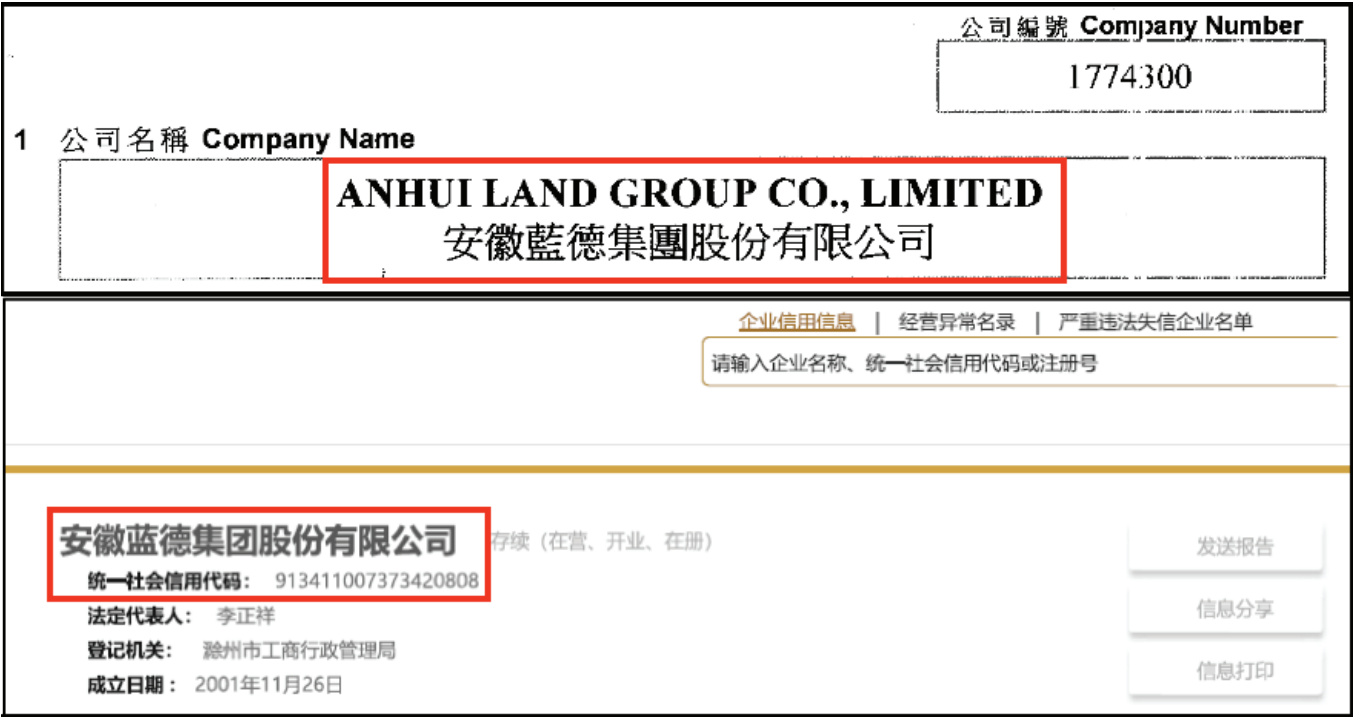 公司編號 Company Number
1774300
1 公司名稱 Company Name
ANHUI LAND GROUP CO., LIMITED
安徽藍德集團股份有限公司
企业信用信息 | 经营异常名录 | 严重违法失信企业名单
请输入企业名称、统一社会信用代码或注册号
安徽蓝德集团股份有限公司 存续（在营、开业、在册）
统一社会信用代码： 913411007373420808
发送报告
法定代表人： 李正祥
信息分享
登记机关： 滁州市工商行政管理局
成立日期： 2001年11月26日
信息打印